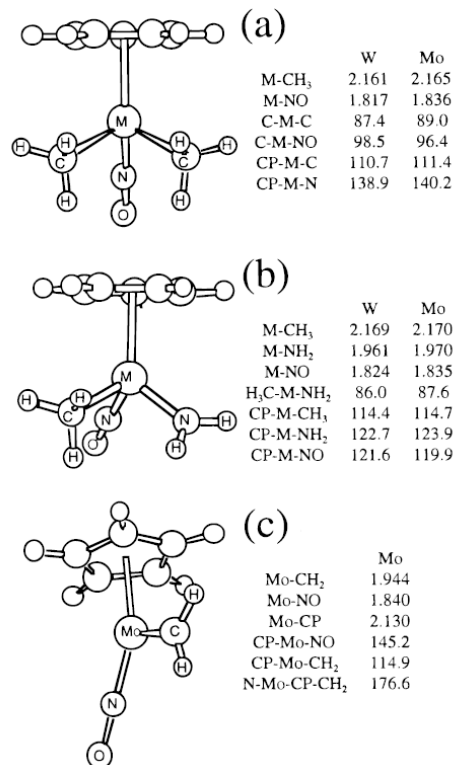 (a)
W Mo
M-CH3 2.161 2.165
M-NO 1.817 1.836
C-M-C 87.4 89.0
C-M-NO 98.5 96.4
CP-M-C 110.7 111.4
CP-M-N 138.9 140.2
M
H H
H C C H
N
H H
O
(b)
W Mo
M-CH3 2.169 2.170
M-NH2 1.961 1.970
M-NO 1.824 1.835
H3C-M-NH2 86.0 87.6
CP-M-CH3 114.4 114.7
CP-M-NH2 122.7 123.9
CP-M-NO 121.6 119.9
M
H H
C N H
O
H H
(c)
Mo
Mo-CH2 1.944
Mo-NO 1.840
Mo-CP 2.130
CP-Mo-NO 145.2
CP-Mo-CH2 114.9
N-Mo-CP-CH2 176.6
H
Mo C
H
N
O